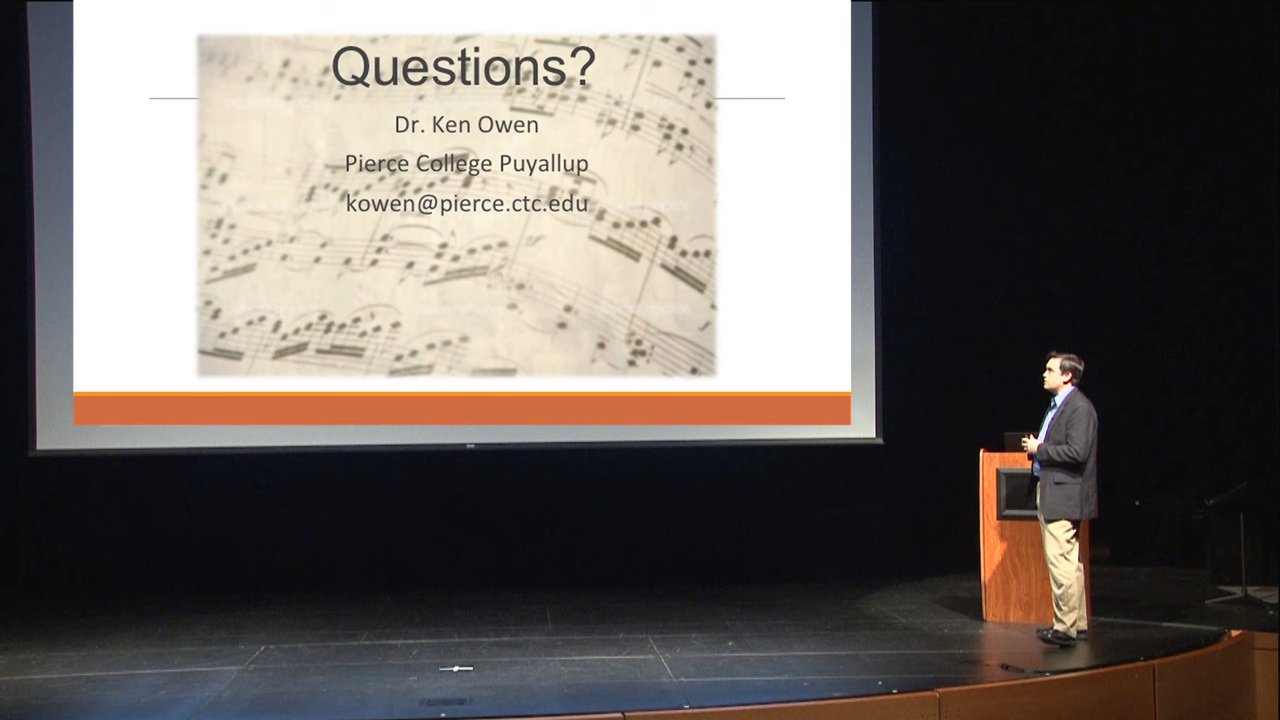 Questions?
Dr. Ken Owen
Pierce College Puyallup
kowen@pierce.ctc.edu